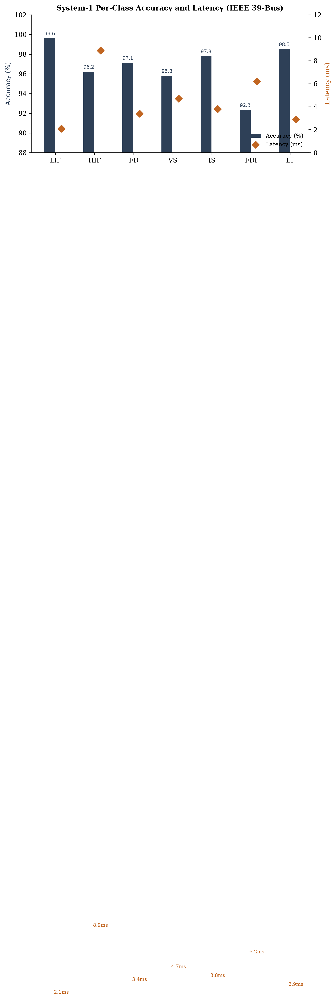 System-1 Per-Class Accuracy and Latency (IEEE 39-Bus)
Accuracy (%)
102
100
98
96
94
92
90
88
99.6
96.2
97.1
95.8
97.8
92.3
98.5
12
10
8
6
4
2
0
Latency (ms)
Accuracy (%)
Latency (ms)
LIF HIF FD VS IS FDI LT
8.9ms
6.2ms
4.7ms
3.8ms
3.4ms
2.9ms
2.1ms